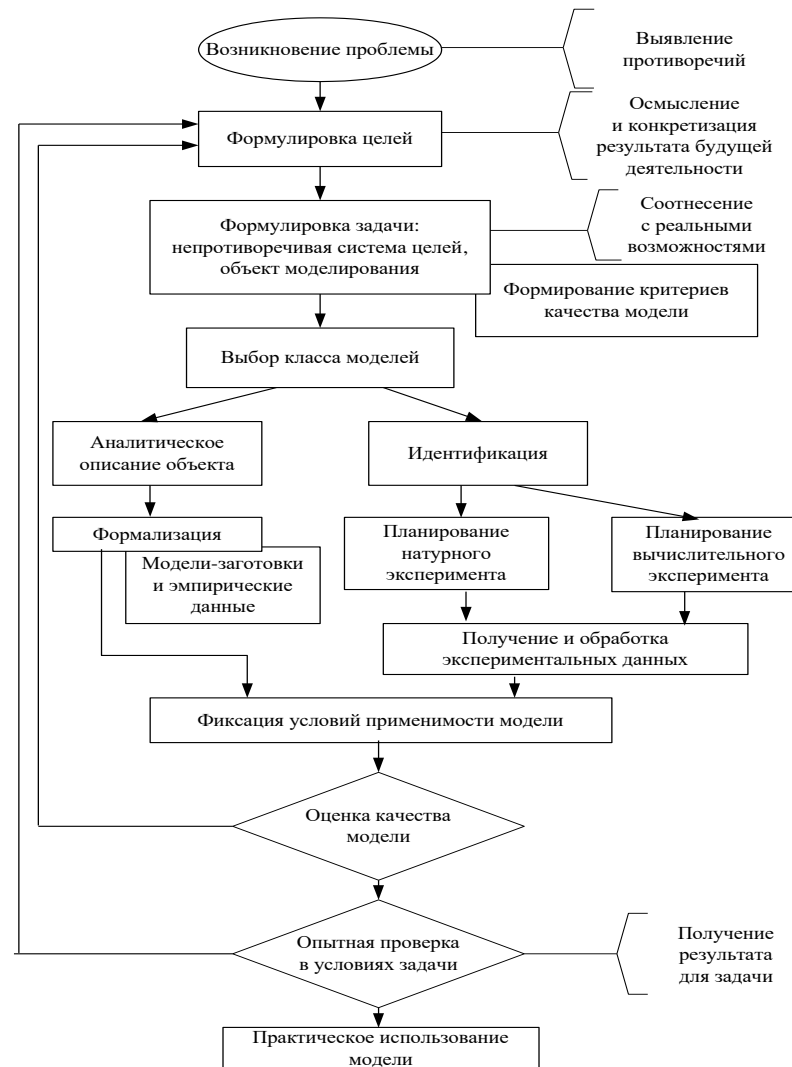 Возникновение проблемы
Выявление
противоречий
Формулировка целей
Осмысление
и конкретизация
результата будущей
деятельности
Формулировка задачи:
непротиворечивая система целей,
объект моделирования
Соотнесение
с реальными
возможностями
Формирование критериев
качества модели
Выбор класса моделей
Аналитическое
описание объекта
Идентификация
Формализация
Модели-заготовки
и эмпирические
данные
Планирование
натурного
эксперимента
Планирование
вычислительного
эксперимента
Получение и обработка
экспериментальных данных
Фиксация условий применимости модели
Оценка качества
модели
Опытная проверка
в условиях задачи
Получение
результата
для задачи
Практическое использование
модели